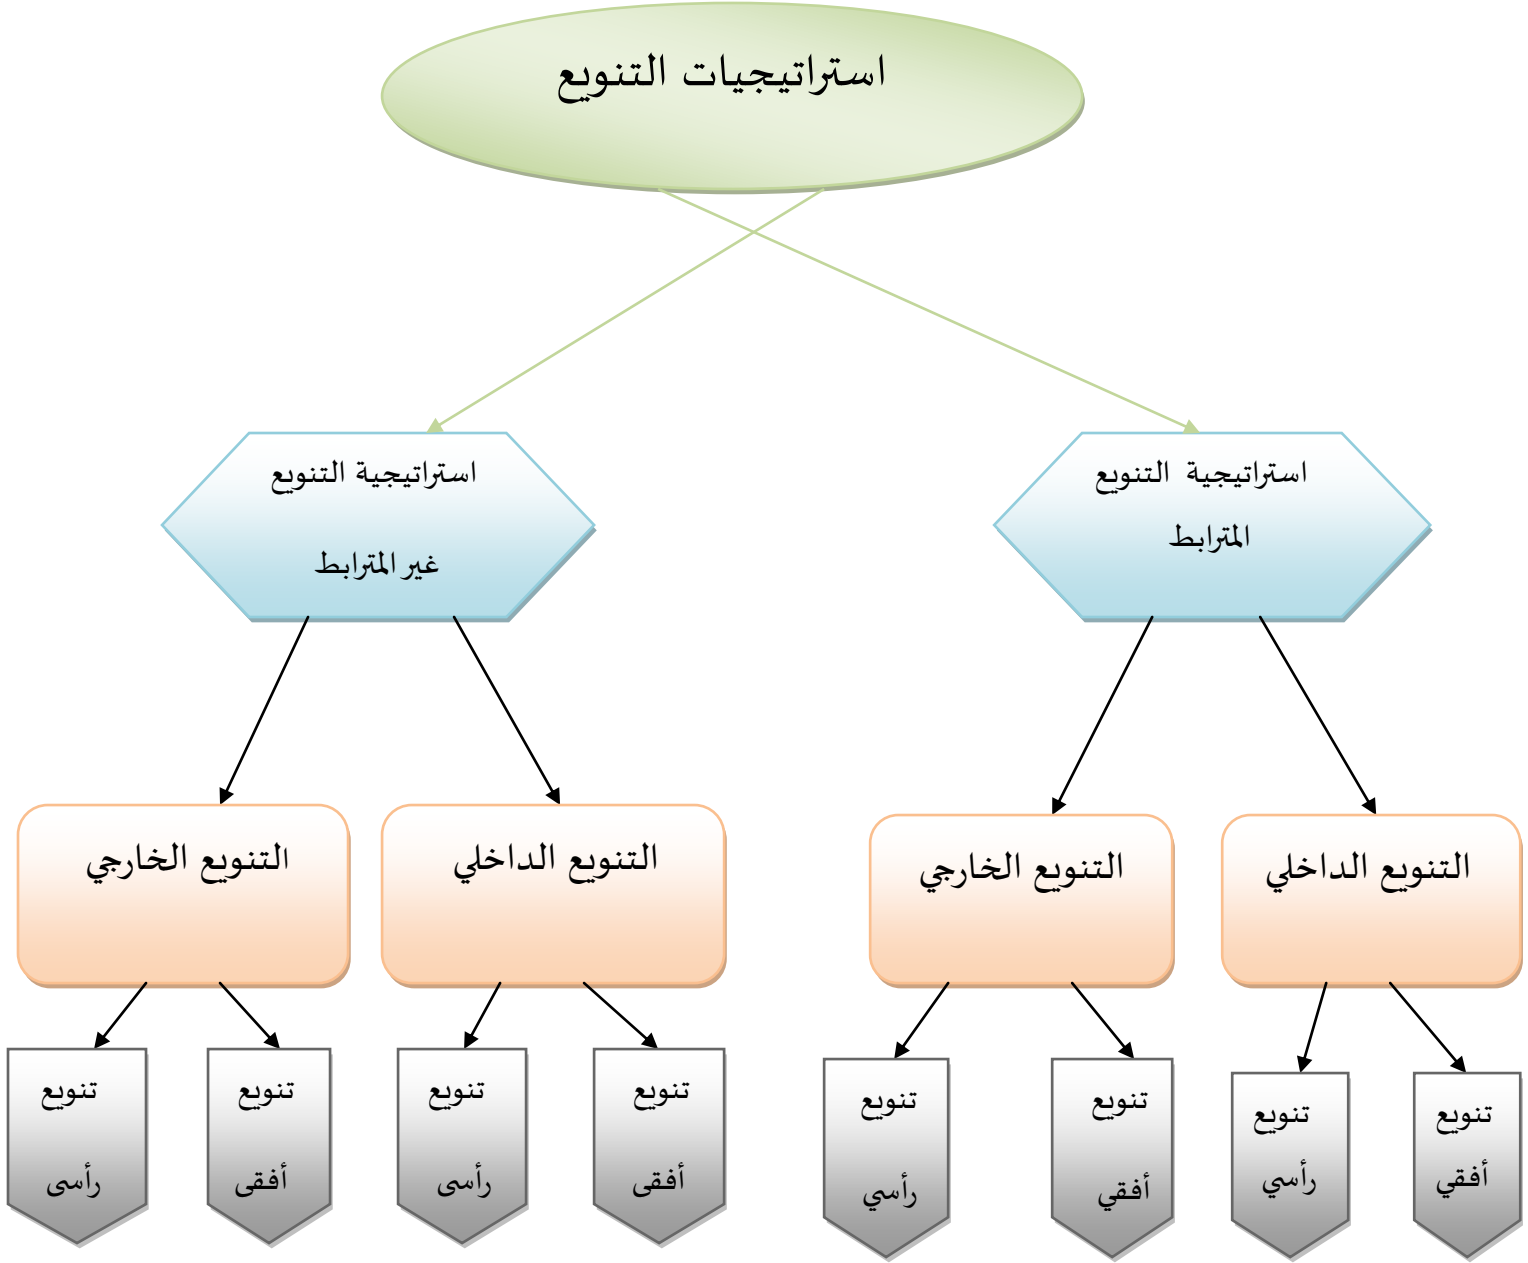 استراتيجيات التنويع
استراتيجية التنويع
المترابط
استراتيجية التنويع
غير المترابط
التنويع الداخلي
التنويع الخارجي
التنويع الداخلي
التنويع الخارجي
تنويع
أفقي
تنويع
رأسي
تنويع
أفقي
تنويع
رأسي
تنويع
أفقى
تنويع
رأسى
تنويع
أفقى
تنويع
رأسى